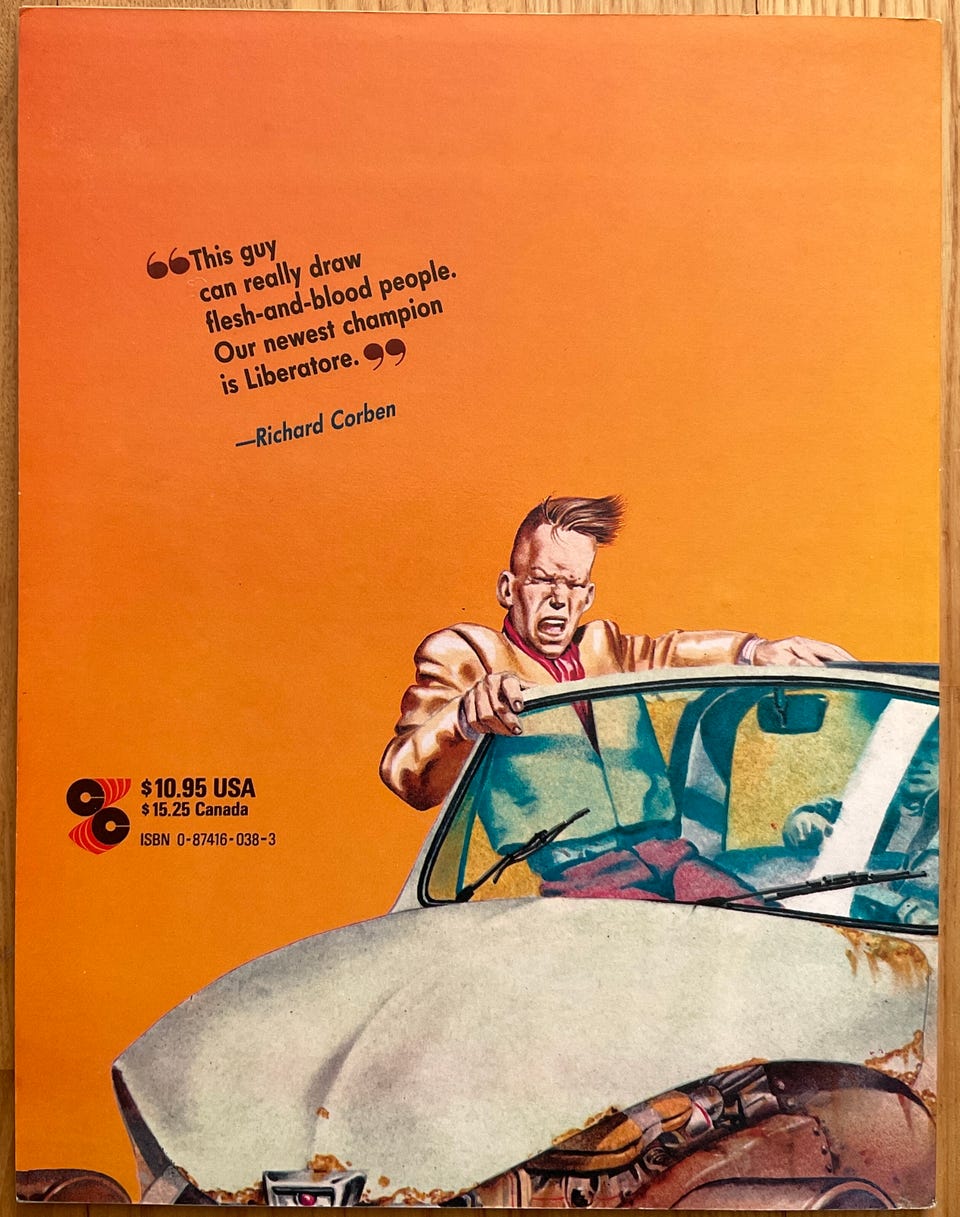 “This guy
can really draw
flesh-and-blood people.
Our newest champion
is Liberatore.”
—Richard Corben
CC
$10.95 USA
$15.25 Canada
ISBN 0-87416-038-3